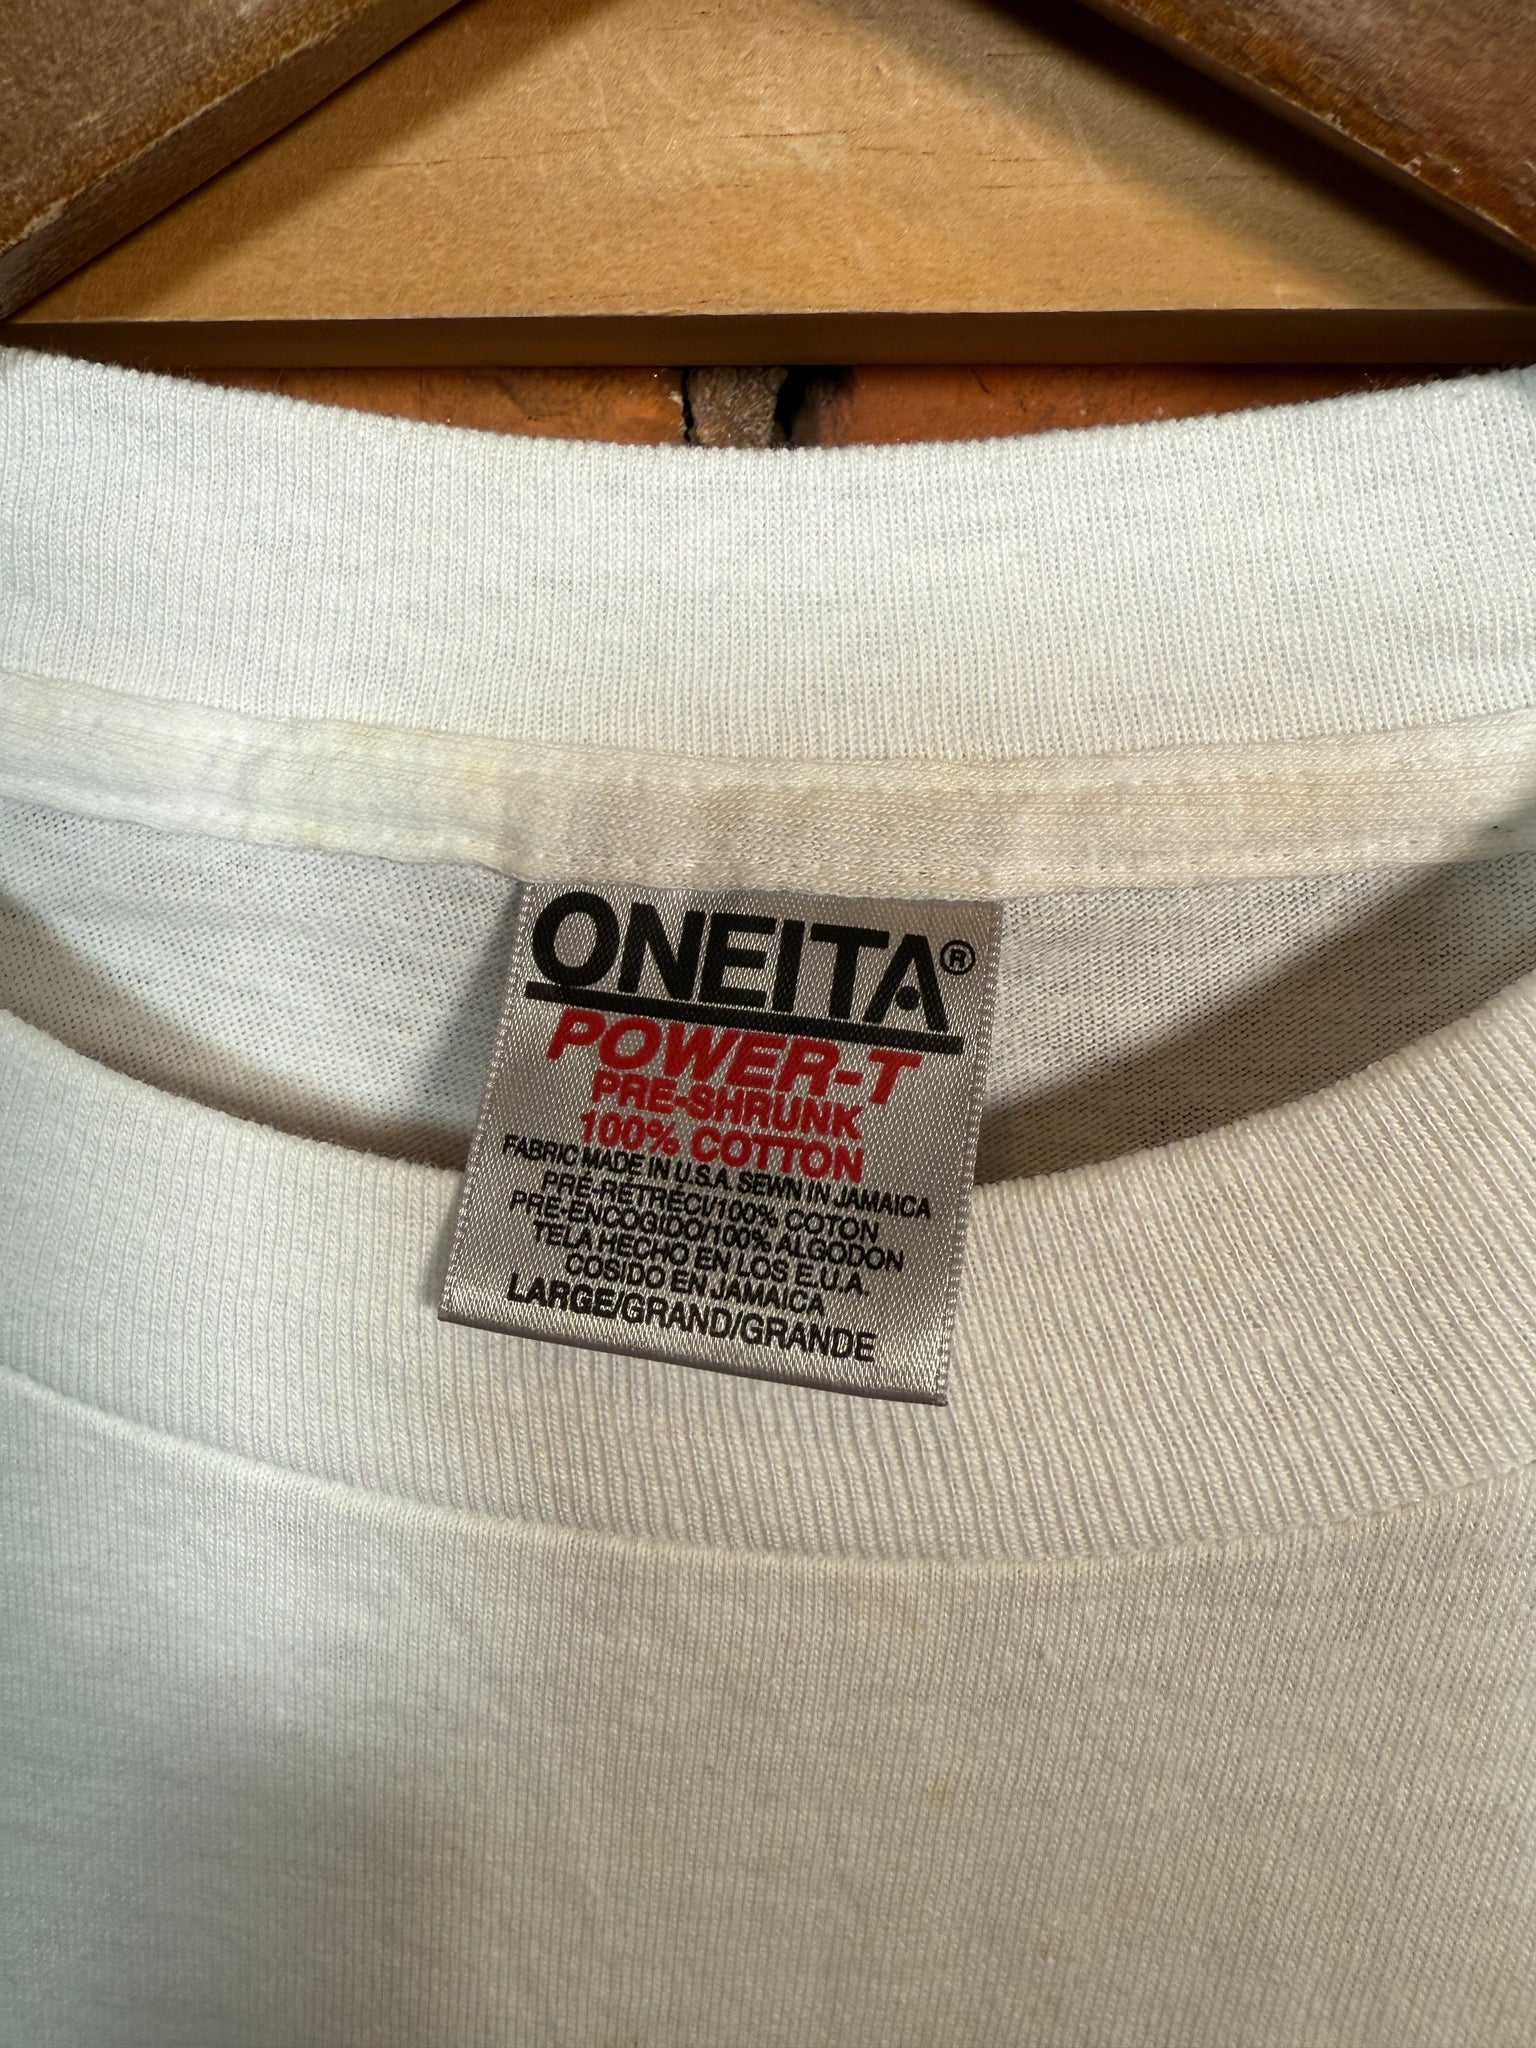 ONEITA®
POWER-T
PRE-SHRUNK
100% COTTON
FABRIC MADE IN U.S.A. SEWN IN JAMAICA
PRÉ-RÉTRÉCI/100% COTON
PRE-ENCOGIDO/100% ALGODON
TELA HECHO EN LOS E.U.A.
COSIDO EN JAMAICA
LARGE/GRAND/GRANDE